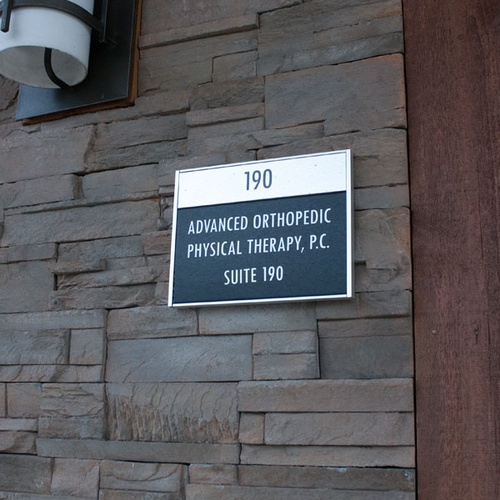 190
ADVANCED ORTHOPEDIC
PHYSICAL THERAPY, P.C.
SUITE 190